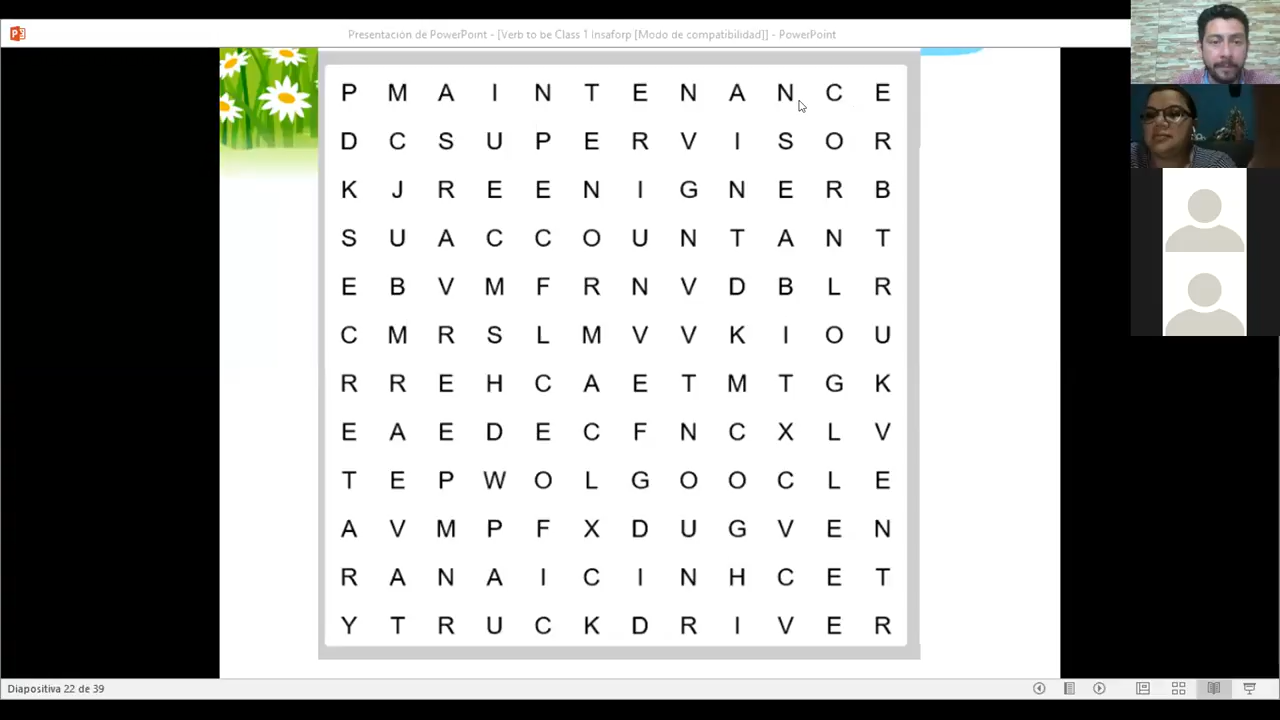 Presentación de PowerPoint - [Verb to be Class 1 Insaforp [Modo de compatibilidad]] - PowerPoint
P M A I N T E N A N C E
D C S U P E R V I S O R
K J R E E N I G N E R B
S U A C C O U N T A N T
E B V M F R N V D B L R
C M R S L M V V K I O U
R R E H C A E T M T G K
E A E D E C F N C X L V
T E P W O L G O O C L E
A V M P F X D U G V E N
R A N A I C I N H C E T
Y T R U C K D R I V E R
Diapositiva 22 de 39